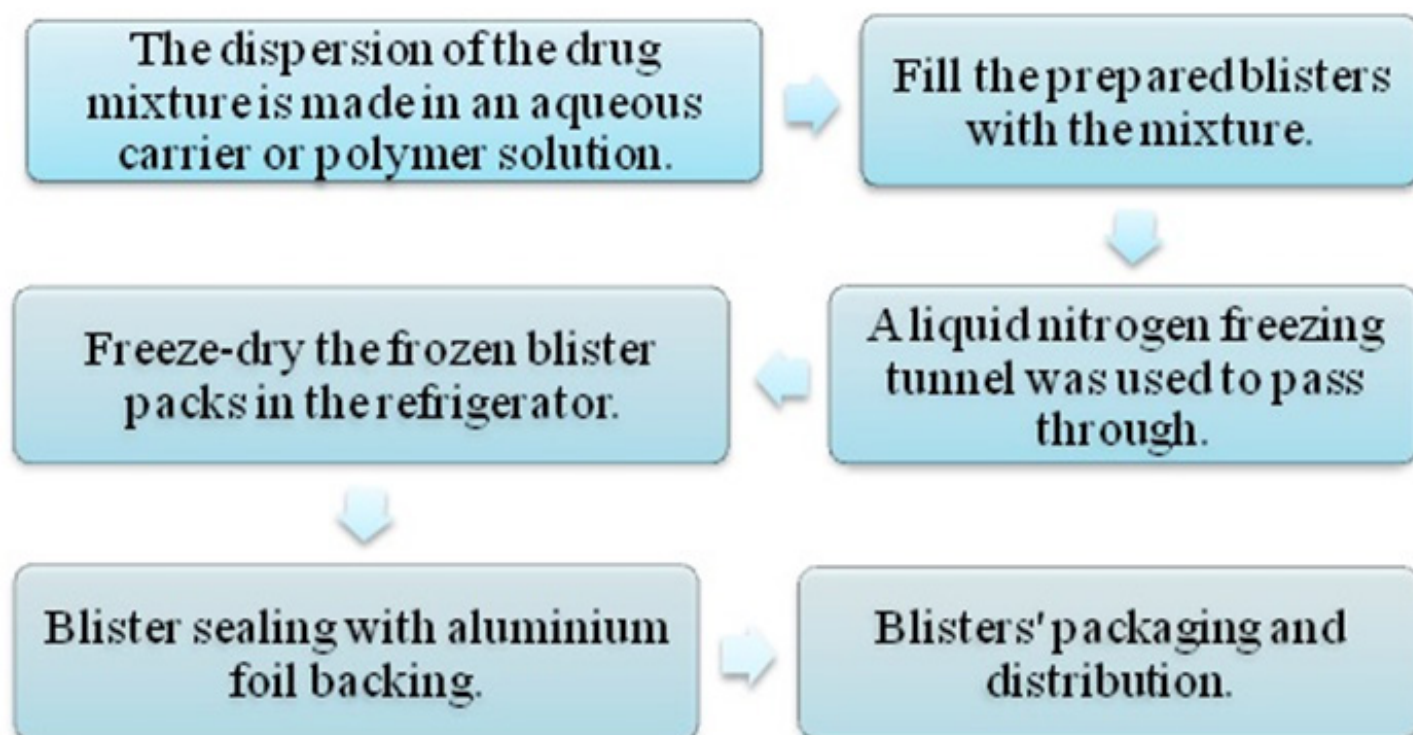 The dispersion of the drug
mixture is made in an aqueous
carrier or polymer solution.
Fill the prepared blisters
with the mixture.
A liquid nitrogen freezing
tunnel was used to pass
through.
Freeze-dry the frozen blister
packs in the refrigerator.
Blister sealing with aluminium
foil backing.
Blisters' packaging and
distribution.